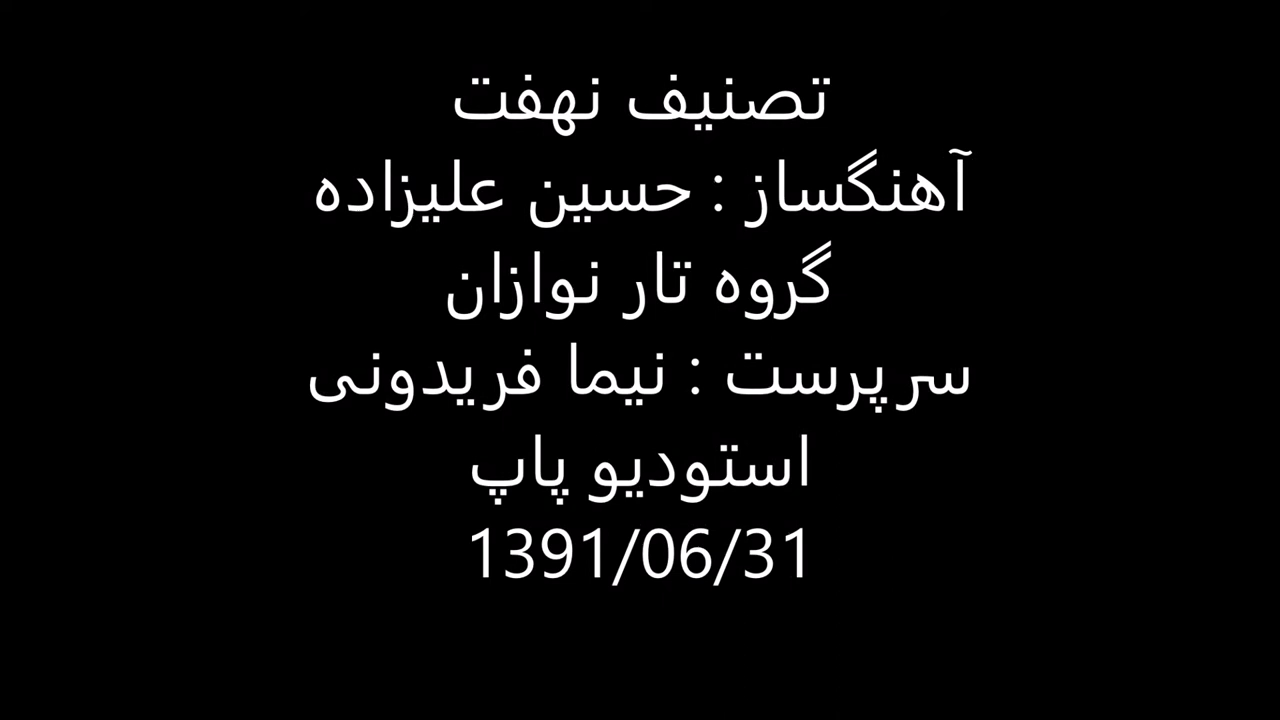 تصنیف نهفت
آهنگساز : حسین علیزاده
گروه تار نوازان
سرپرست : نیما فریدونی
استودیو پاپ
1391/06/31